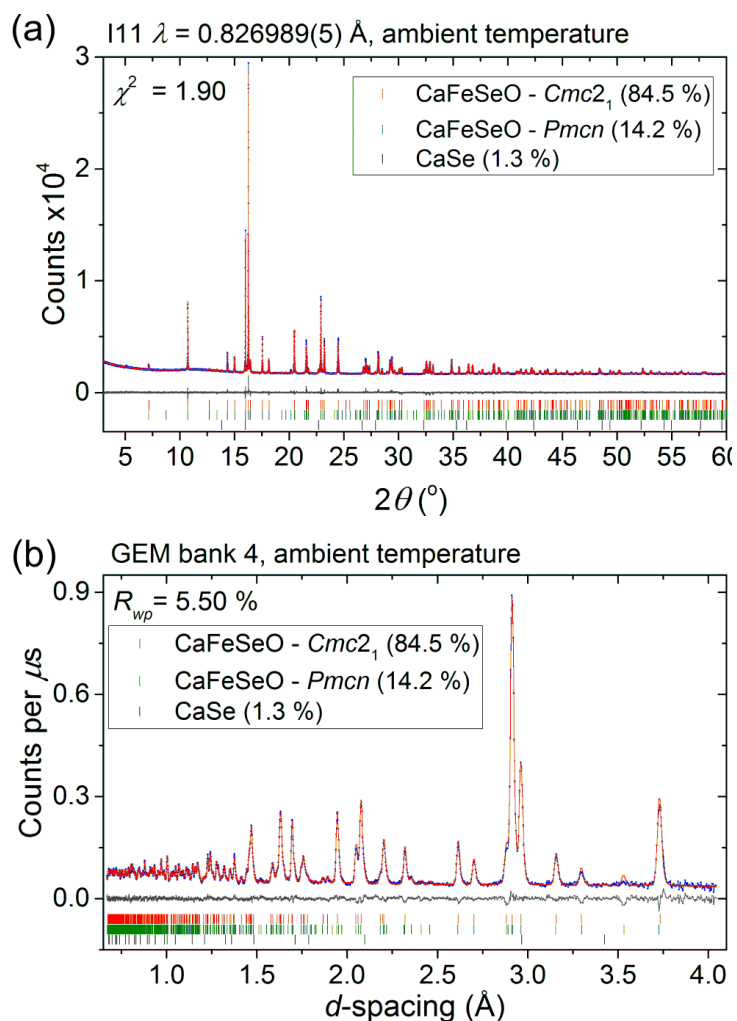 (a) I11 λ = 0.826989(5) Å, ambient temperature
χ² = 1.90
CaFeSeO - Cmc2₁ (84.5 %)
CaFeSeO - Pmcn (14.2 %)
CaSe (1.3 %)
Counts x10⁴
3
2
1
0
5 10 15 20 25 30 35 40 45 50 55 60
2θ (°)
(b) GEM bank 4, ambient temperature
R_wp = 5.50 %
CaFeSeO - Cmc2₁ (84.5 %)
CaFeSeO - Pmcn (14.2 %)
CaSe (1.3 %)
Counts per μs
0.9
0.6
0.3
0.0
1.0 1.5 2.0 2.5 3.0 3.5 4.0
d-spacing (Å)